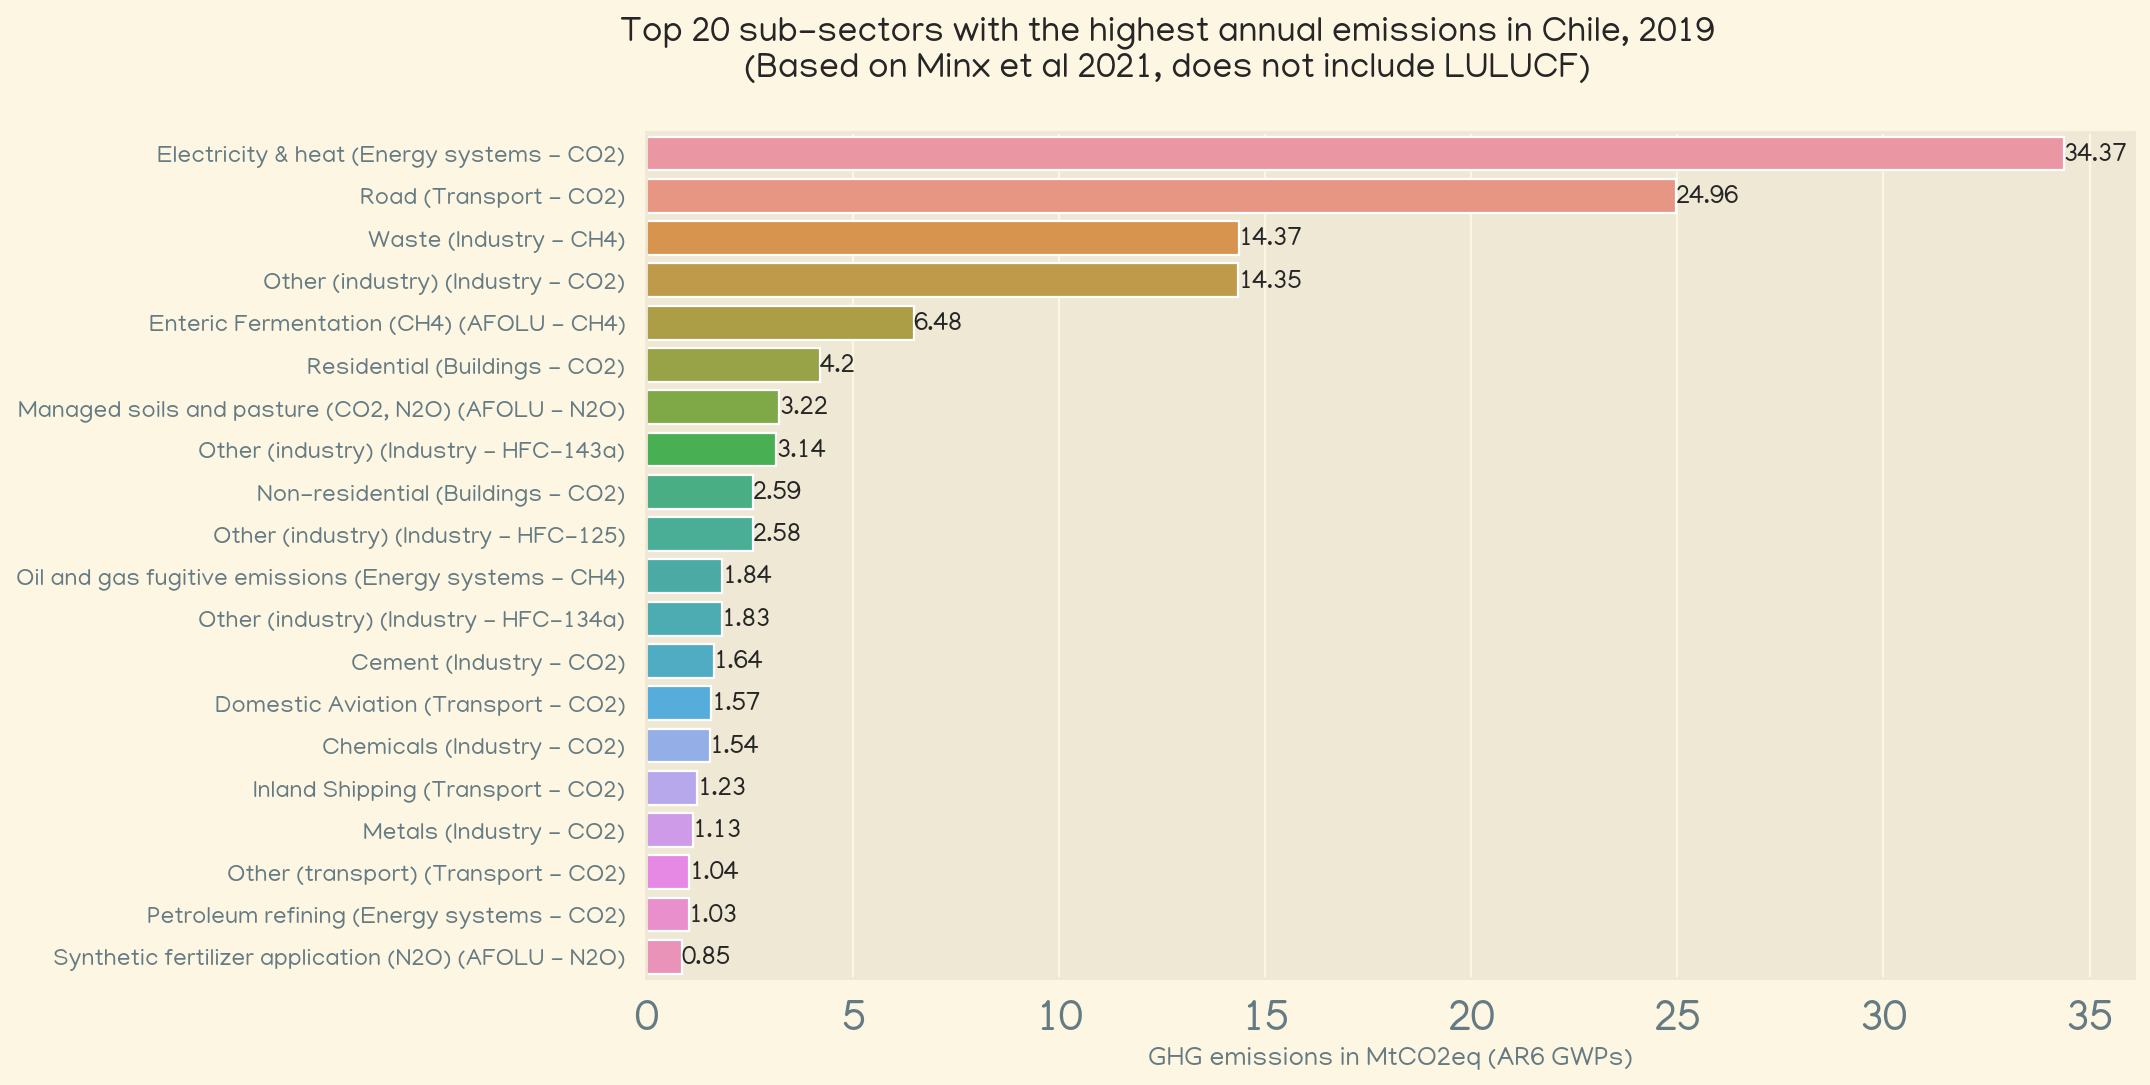 Top 20 sub-sectors with the highest annual emissions in Chile, 2019
(Based on Minx et al 2021, does not include LULUCF)
Electricity & heat (Energy systems - CO2) 34.37
Road (Transport - CO2) 24.96
Waste (Industry - CH4) 14.37
Other (industry) (Industry - CO2) 14.35
Enteric Fermentation (CH4) (AFOLU - CH4) 6.48
Residential (Buildings - CO2) 4.2
Managed soils and pasture (CO2, N2O) (AFOLU - N2O) 3.22
Other (industry) (Industry - HFC-143a) 3.14
Non-residential (Buildings - CO2) 2.59
Other (industry) (Industry - HFC-125) 2.58
Oil and gas fugitive emissions (Energy systems - CH4) 1.84
Other (industry) (Industry - HFC-134a) 1.83
Cement (Industry - CO2) 1.64
Domestic Aviation (Transport - CO2) 1.57
Chemicals (Industry - CO2) 1.54
Inland Shipping (Transport - CO2) 1.23
Metals (Industry - CO2) 1.13
Other (transport) (Transport - CO2) 1.04
Petroleum refining (Energy systems - CO2) 1.03
Synthetic fertilizer application (N2O) (AFOLU - N2O) 0.85
0 5 10 15 20 25 30 35
GHG emissions in MtCO2eq (AR6 GWPs)